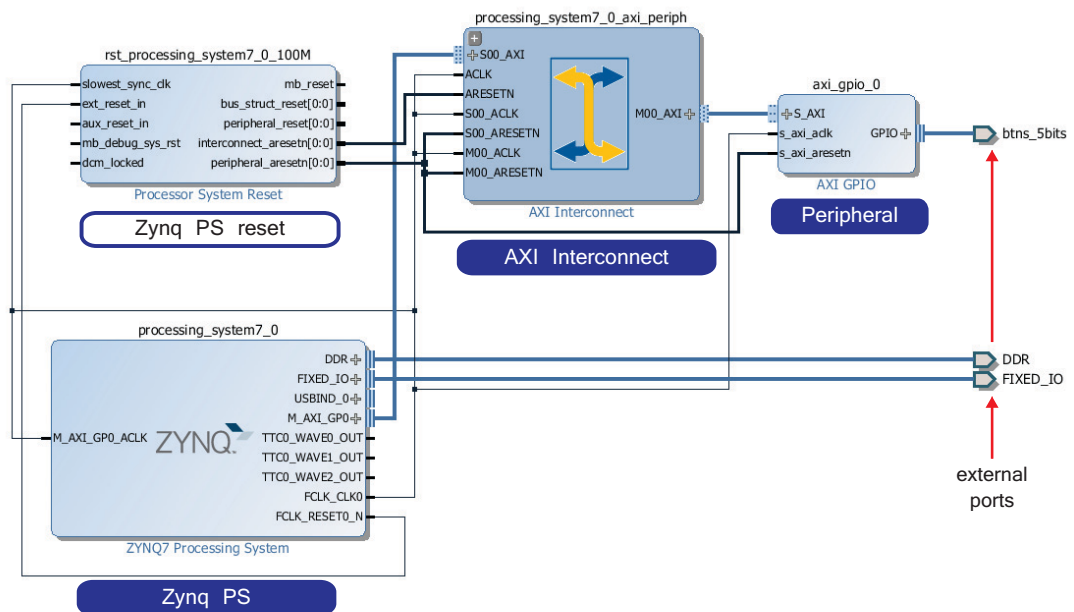 processing_system7_0_axi_periph
rst_processing_system7_0_100M
slowest_sync_clk
ext_reset_in
aux_reset_in
mb_debug_sys_rst
dcm_locked
mb_reset
bus_struct_reset[0:0]
peripheral_reset[0:0]
interconnect_aresetn[0:0]
peripheral_aresetn[0:0]
Processor System Reset
Zynq PS reset
S00_AXI
ACLK
ARESETN
S00_ACLK
S00_ARESETN
M00_ACLK
M00_ARESETN
M00_AXI
AXI Interconnect
AXI Interconnect
axi_gpio_0
S_AXI
s_axi_aclk
s_axi_aresetn
GPIO
AXI GPIO
Peripheral
btns_5bits
processing_system7_0
M_AXI_GP0_ACLK
ZYNQ
DDR
FIXED_IO
USBIND_0
M_AXI_GP0
TTC0_WAVE0_OUT
TTC0_WAVE1_OUT
TTC0_WAVE2_OUT
FCLK_CLK0
FCLK_RESET0_N
ZYNQ7 Processing System
Zynq PS
DDR
FIXED_IO
external
ports